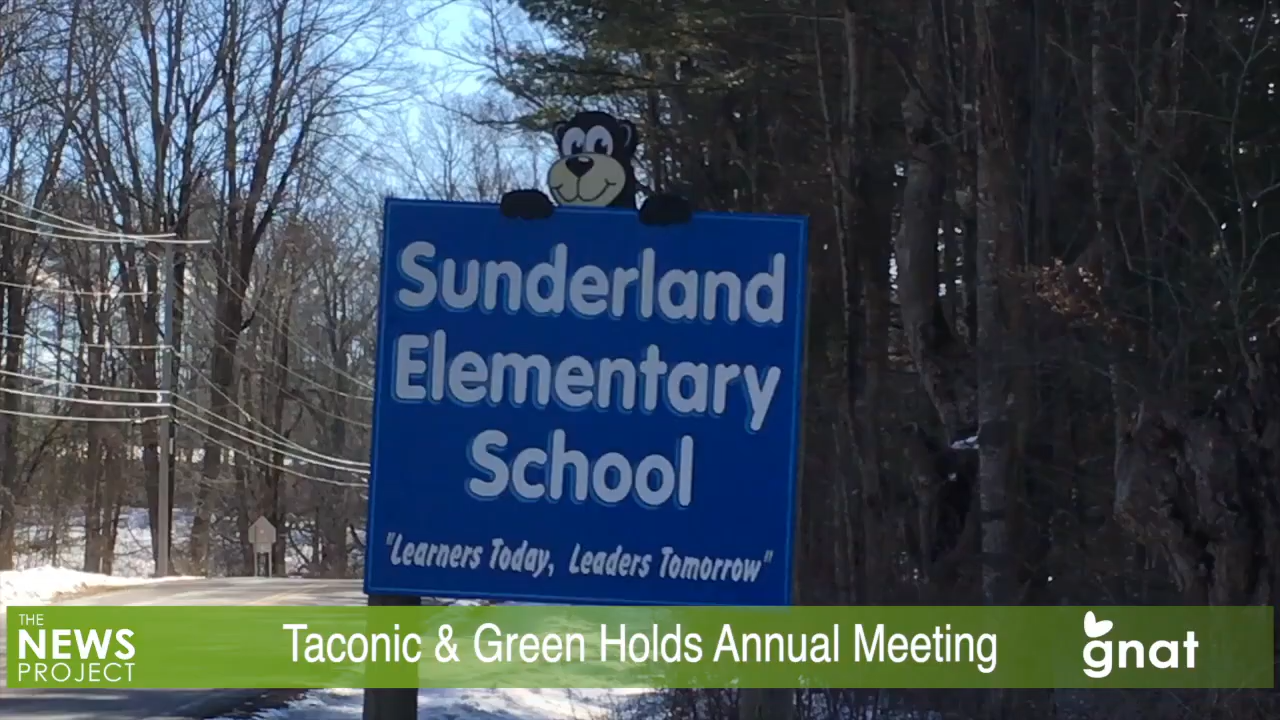 Sunderland
Elementary
School
"Learners Today, Leaders Tomorrow"
THE
NEWS
PROJECT
Taconic & Green Holds Annual Meeting
gnat